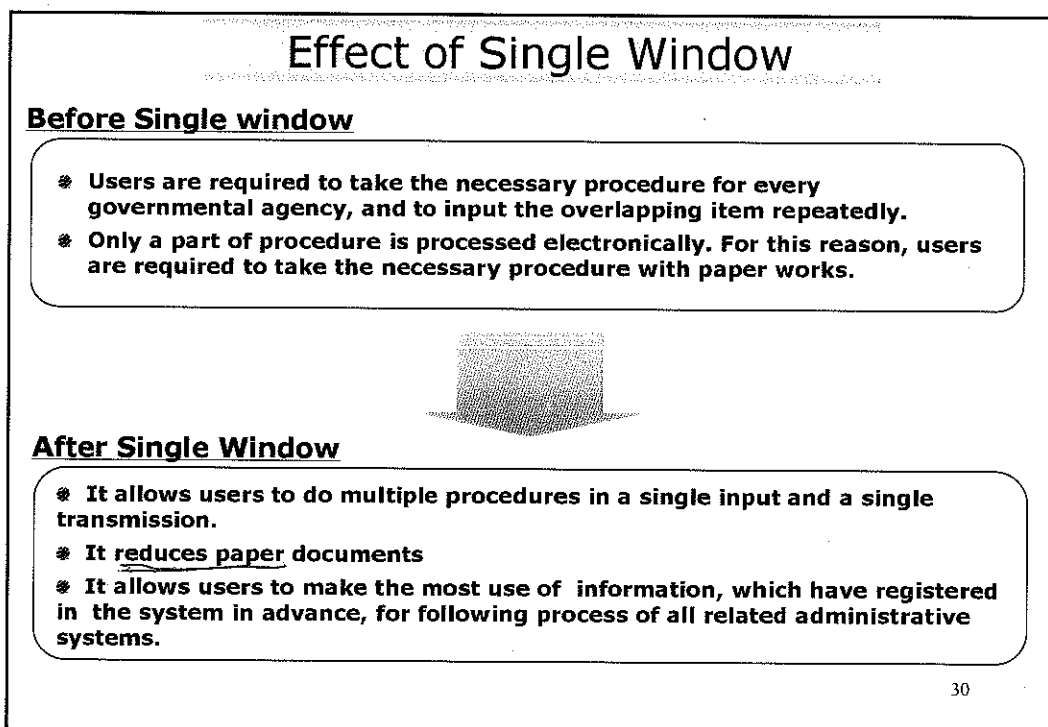 Effect of Single Window
Before Single window
⁕ Users are required to take the necessary procedure for every
governmental agency, and to input the overlapping item repeatedly.
⁕ Only a part of procedure is processed electronically. For this reason, users
are required to take the necessary procedure with paper works.
After Single Window
⁕ It allows users to do multiple procedures in a single input and a single
transmission.
⁕ It reduces paper documents
⁕ It allows users to make the most use of information, which have registered
in the system in advance, for following process of all related administrative
systems.
30